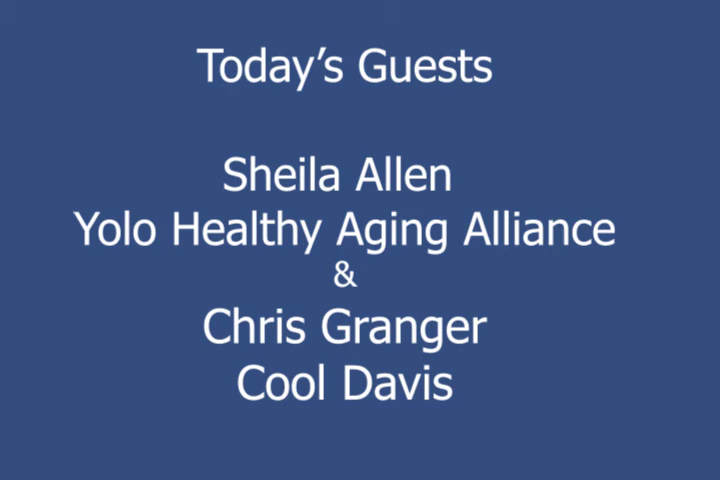 Today’s Guests
Sheila Allen
Yolo Healthy Aging Alliance
&
Chris Granger
Cool Davis